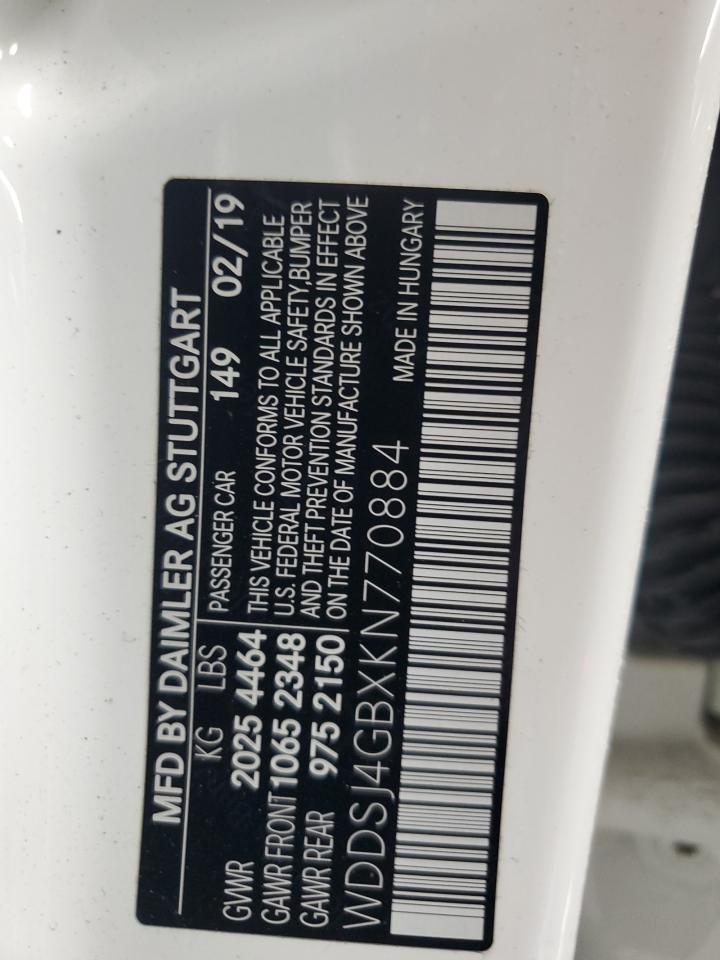 MFD BY DAIMLER AG STUTTGART
KG LBS PASSENGER CAR 149 02/19
GVWR 2025 4464
GAWR FRONT 1065 2348
GAWR REAR 975 2150
THIS VEHICLE CONFORMS TO ALL APPLICABLE
U.S. FEDERAL MOTOR VEHICLE SAFETY,BUMPER
AND THEFT PREVENTION STANDARDS IN EFFECT
ON THE DATE OF MANUFACTURE SHOWN ABOVE
WDDSJ4GBXKN770884 MADE IN HUNGARY